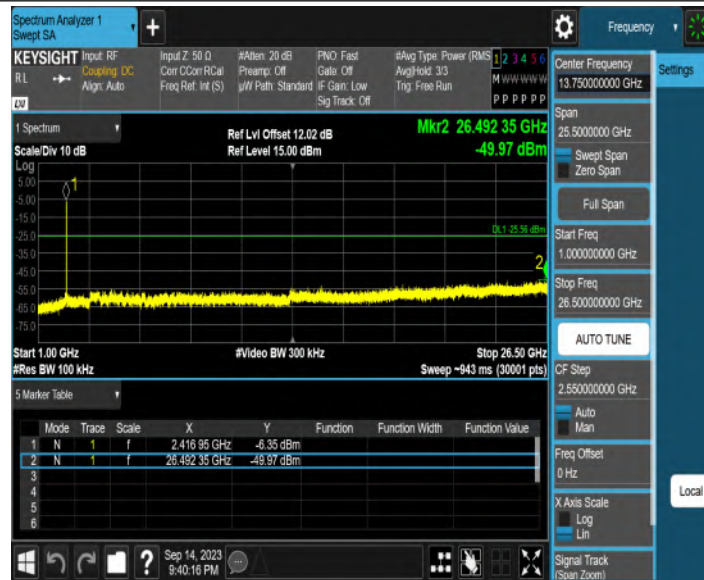 Spectrum Analyzer 1
Swept SA
+
Frequency
KEYSIGHT
Input: RF
Coupling: DC
Align: Auto
Input Z: 50 Ω
Corr CCorr RCal
Freq Ref: Int (S)
#Atten: 20 dB
Preamp: Off
µW Path: Standard
PNO: Fast
Gate: Off
IF Gain: Low
Sig Track: Off
#Avg Type: Power (RMS
Avg|Hold: 3/3
Trig: Free Run
1 2 3 4 5 6
M W W W W W
P P P P P P
R L
LXI
1 Spectrum
Scale/Div 10 dB
Ref Lvl Offset 12.02 dB
Ref Level 15.00 dBm
Mkr2 26.492 35 GHz
-49.97 dBm
Log
5.00
-5.00
-15.0
-25.0
-35.0
-45.0
-55.0
-65.0
-75.0
1
DL1 -25.56 dBm
2
Start 1.00 GHz
#Res BW 100 kHz
#Video BW 300 kHz
Stop 26.50 GHz
Sweep ~943 ms (30001 pts)
5 Marker Table
Mode Trace Scale X Y Function Function Width Function Value
1 N 1 f 2.416 95 GHz -6.35 dBm
2 N 1 f 26.492 35 GHz -49.97 dBm
3
4
5
6
?
Sep 14, 2023
9:40:16 PM
Center Frequency
13.750000000 GHz
Settings
Span
25.5000000 GHz
Swept Span
Zero Span
Full Span
Start Freq
1.000000000 GHz
Stop Freq
26.500000000 GHz
AUTO TUNE
CF Step
2.550000000 GHz
Auto
Man
Freq Offset
0 Hz
X Axis Scale
Log
Lin
Local
Signal Track
(Span Zoom)